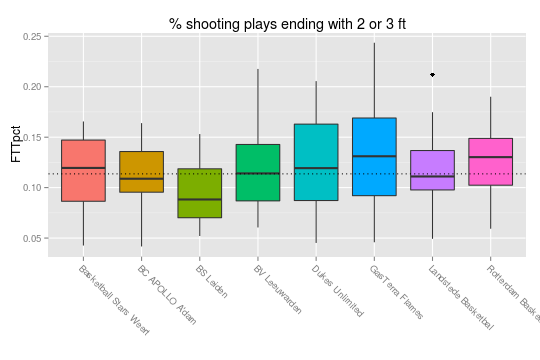 % shooting plays ending with 2 or 3 ft
FTTpct
0.25
0.20
0.15
0.10
0.05
Basketball Stars Weert
BC APOLLO A'dam
BS Leiden
BV Leeuwarden
Dukes Unlimited
GasTerra Flames
Landstede Basketbal
Rotterdam Baske